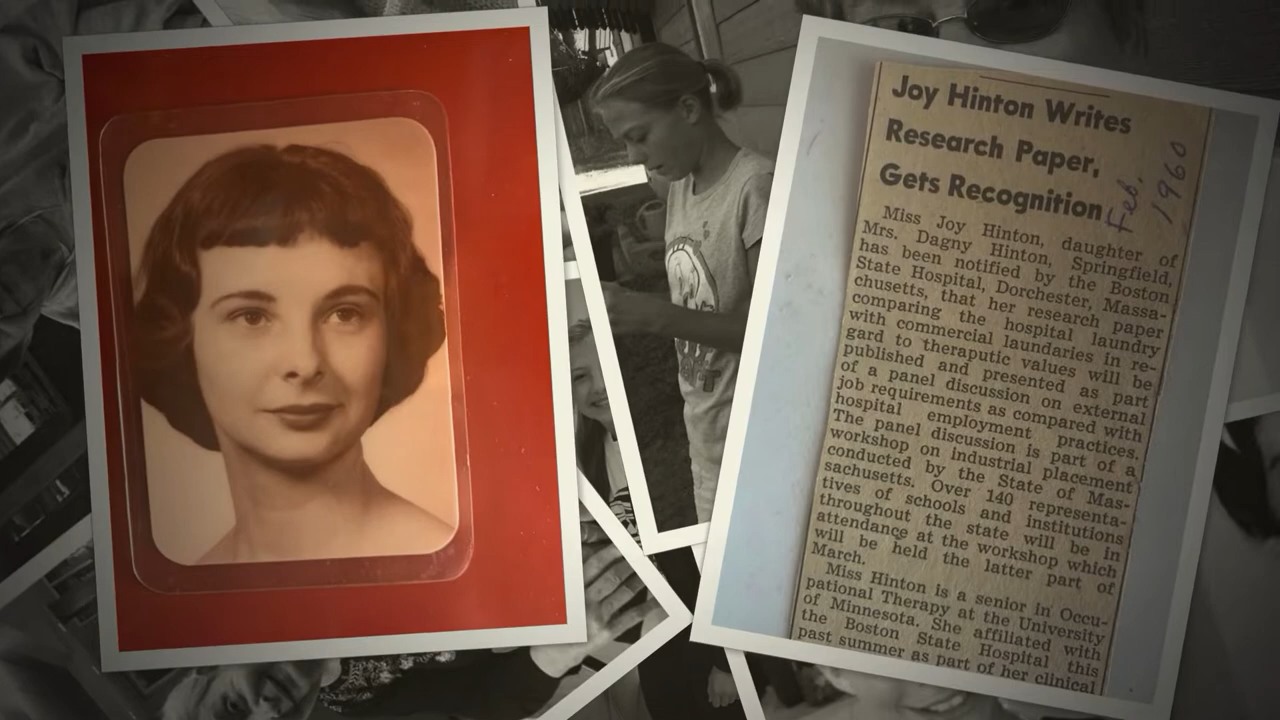 Joy Hinton Writes
Research Paper,
Gets Recognition
Feb.
1960
Miss Joy Hinton, daughter of
Mrs. Dagny Hinton, Springfield,
has been notified by the Boston
State Hospital, Dorchester, Massa-
chusetts, that her research paper
comparing the hospital laundry
with commercial laundaries in re-
gard to theraputic values will be
published and presented as part
of a panel discussion on external
job requirements as compared with
hospital employment practices.
The panel discussion is part of a
workshop on industrial placement
conducted by the State of Mas-
sachusetts. Over 140 representa-
tives of schools and institutions
throughout the state will be in
attendance at the workshop which
will be held the latter part of
March.
Miss Hinton is a senior in Occu-
pational Therapy at the University
of Minnesota. She affiliated with
the Boston State Hospital this
past summer as part of her clinical